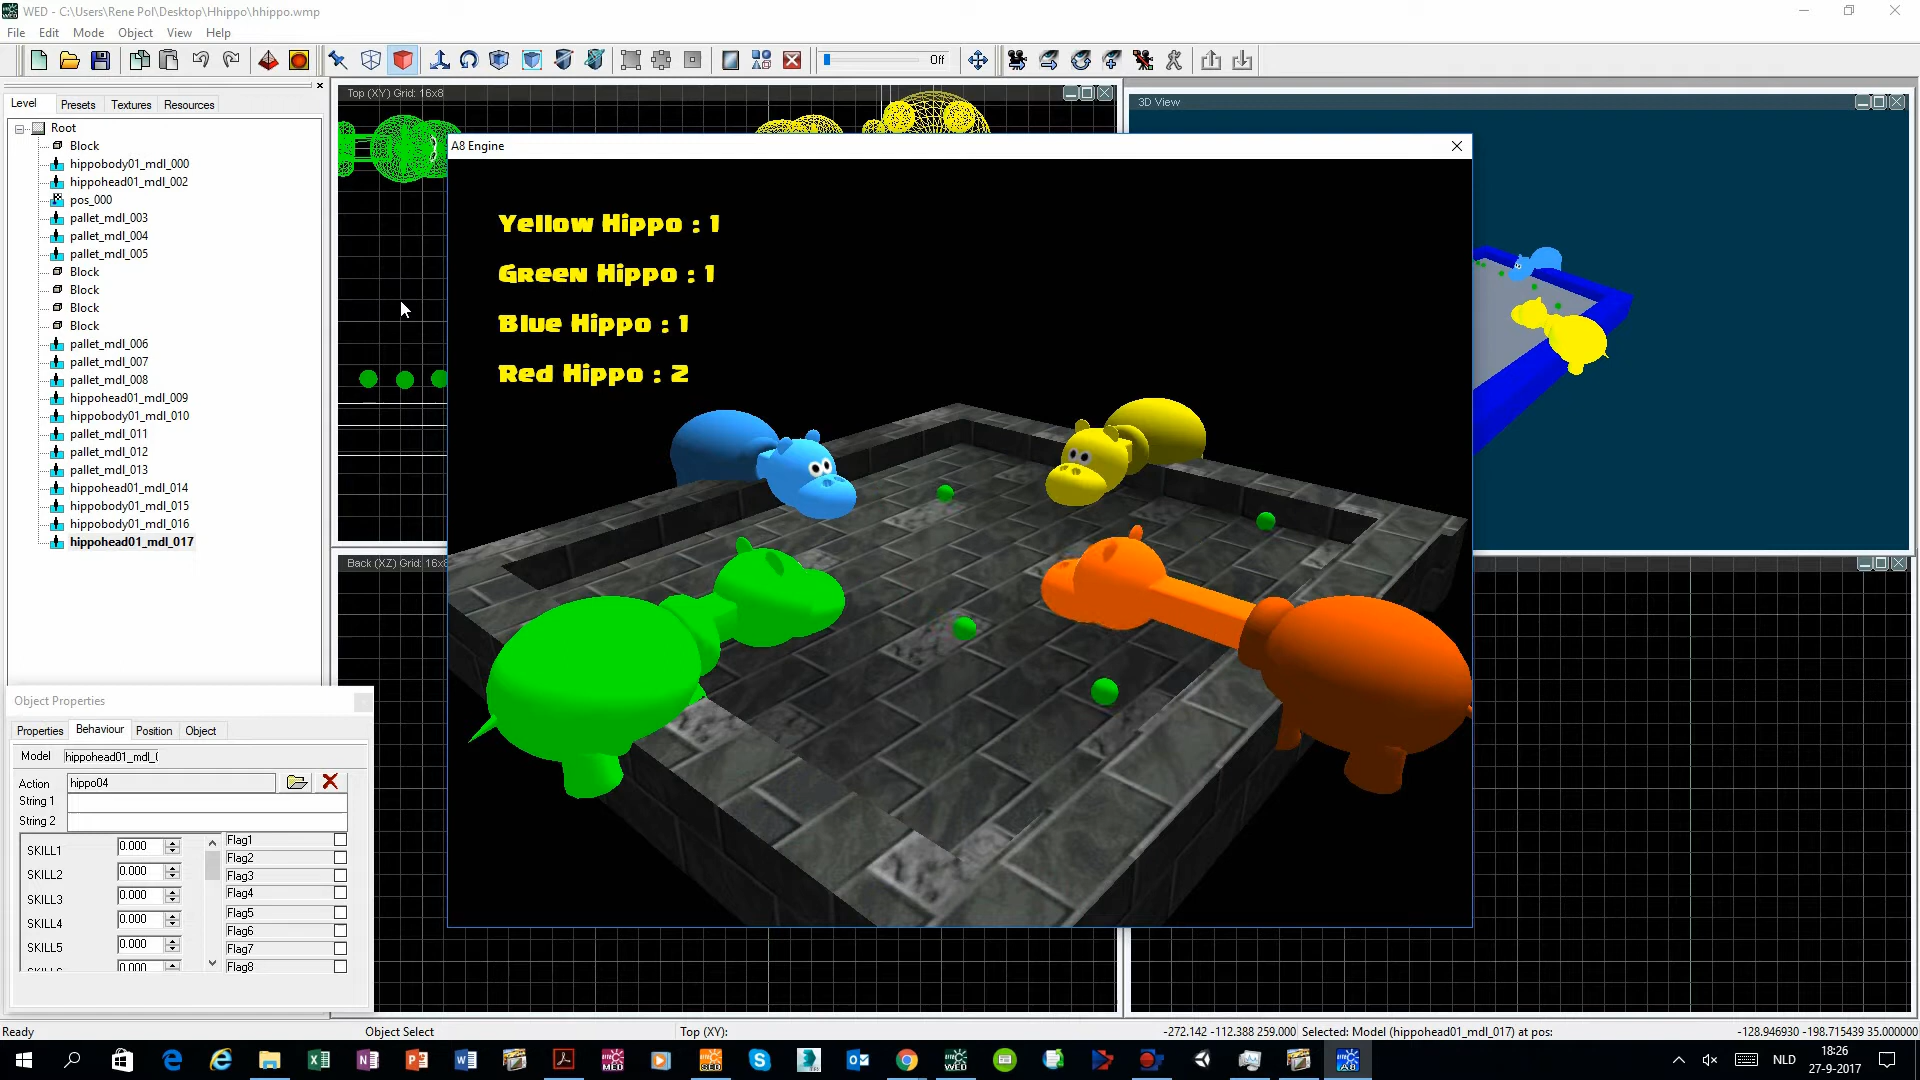 WED - C:\Users\Rene Pol\Desktop\Hhippo\hhippo.wmp
File Edit Mode Object View Help
Off
Level Presets Textures Resources
Root
Block
hippobody01_mdl_000
hippohead01_mdl_002
pos_000
pallet_mdl_003
pallet_mdl_004
pallet_mdl_005
Block
Block
Block
Block
pallet_mdl_006
pallet_mdl_007
pallet_mdl_008
hippohead01_mdl_009
hippobody01_mdl_010
pallet_mdl_011
pallet_mdl_012
pallet_mdl_013
hippohead01_mdl_014
hippobody01_mdl_015
hippobody01_mdl_016
hippohead01_mdl_017
Top (XY) Grid: 16x8
3D View
A8 Engine
Yellow Hippo : 1
Green Hippo : 1
Blue Hippo : 1
Red Hippo : 2
Back (XZ) Grid: 16x8
Object Properties
Properties Behaviour Position Object
Model hippohead01_mdl_(
Action hippo04
String 1
String 2
SKILL1 0.000 Flag1
SKILL2 0.000 Flag2
SKILL3 0.000 Flag3
SKILL4 0.000 Flag4
SKILL5 0.000 Flag5
0.000 Flag6
Flag7
Flag8
Ready Object Select Top (XY): -272.142 -112.388 259.000 Selected: Model (hippohead01_mdl_017) at pos: -128.946930 -198.715439 35.000000
NLD 18:26
27-9-2017